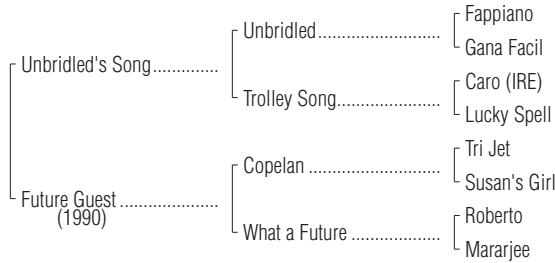 Fappiano
Unbridled...................
Gana Facil
Unbridled's Song.............
Caro (IRE)
Trolley Song................
Lucky Spell
Tri Jet
Copelan .....................
Susan's Girl
Future Guest ...................
(1990)
Roberto
What a Future ...............
Mararjee